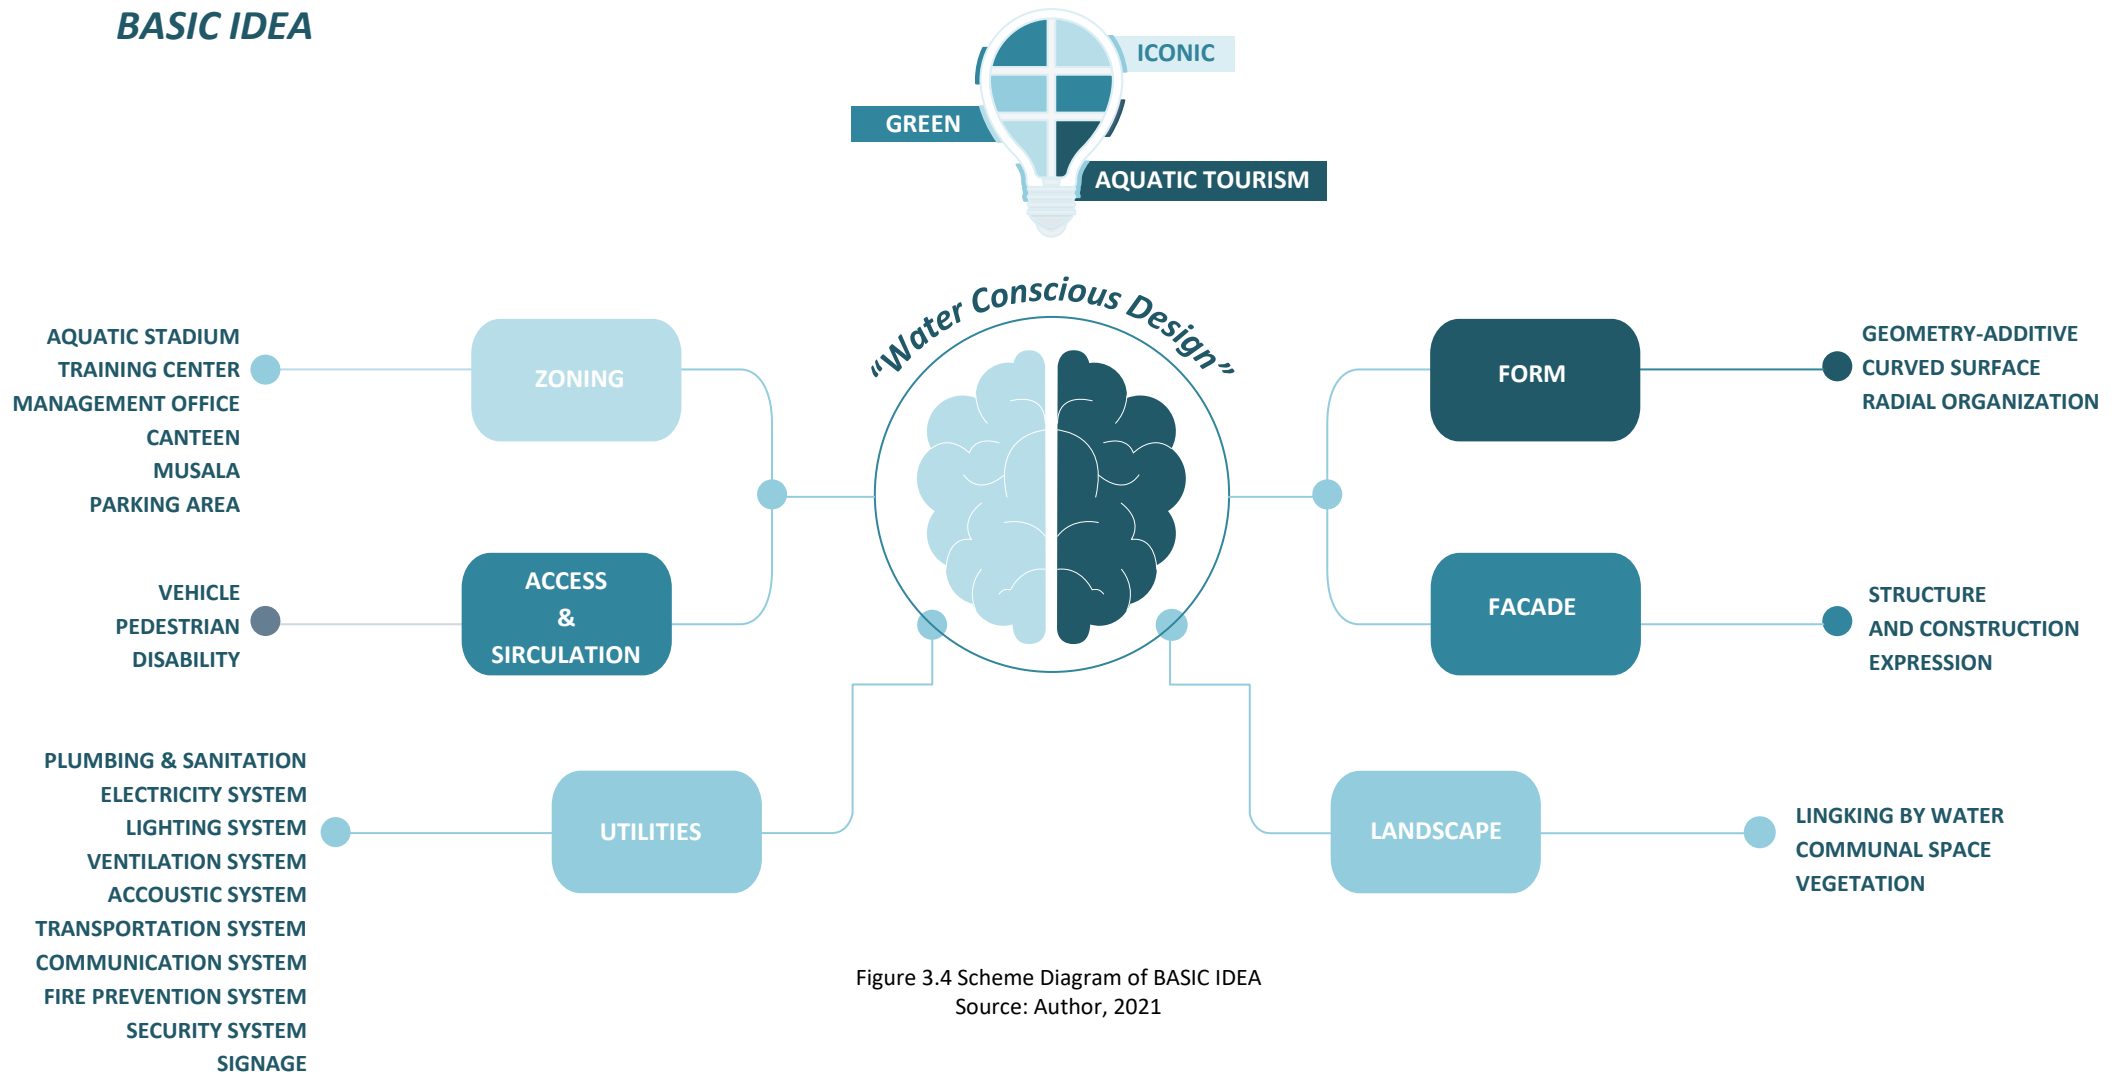 BASIC IDEA
ICONIC
GREEN
AQUATIC TOURISM
“Water Conscious Design”
AQUATIC STADIUM
TRAINING CENTER
MANAGEMENT OFFICE
CANTEEN
MUSALA
PARKING AREA
ZONING
VEHICLE
PEDESTRIAN
DISABILITY
ACCESS
&
SIRCULATION
PLUMBING & SANITATION
ELECTRICITY SYSTEM
LIGHTING SYSTEM
VENTILATION SYSTEM
ACCOUSTIC SYSTEM
TRANSPORTATION SYSTEM
COMMUNICATION SYSTEM
FIRE PREVENTION SYSTEM
SECURITY SYSTEM
SIGNAGE
UTILITIES
FORM
GEOMETRY-ADDITIVE
CURVED SURFACE
RADIAL ORGANIZATION
FACADE
STRUCTURE
AND CONSTRUCTION
EXPRESSION
LANDSCAPE
LINGKING BY WATER
COMMUNAL SPACE
VEGETATION
Figure 3.4 Scheme Diagram of BASIC IDEA
Source: Author, 2021